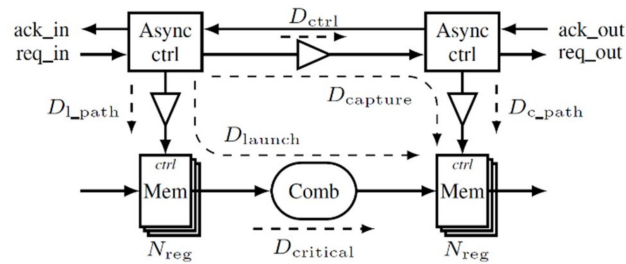 D_ctrl
ack_in Async ctrl Async ctrl ack_out
req_in req_out
D_l_path D_capture D_c_path
D_launch
ctrl ctrl
Mem Comb Mem
N_reg D_critical N_reg